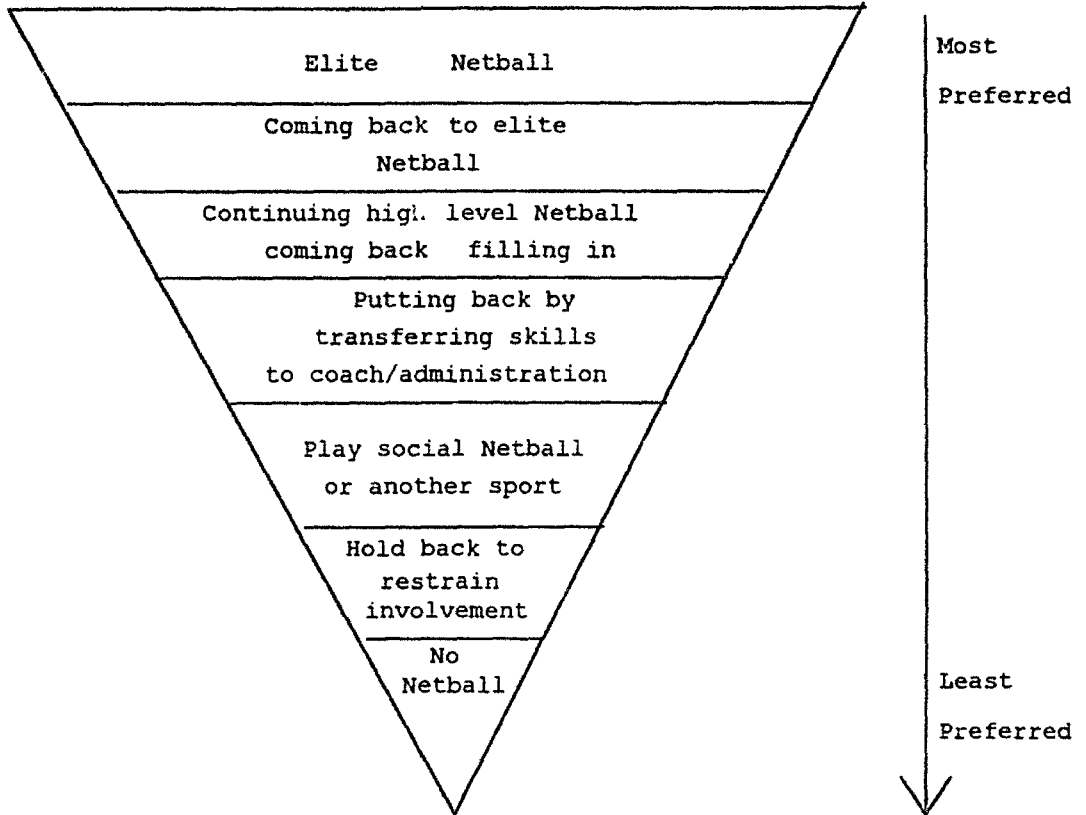 Elite Netball
Most
Preferred
Coming back to elite
Netball
Continuing high level Netball
coming back filling in
Putting back by
transferring skills
to coach/administration
Play social Netball
or another sport
Hold back to
restrain
involvement
No
Netball
Least
Preferred